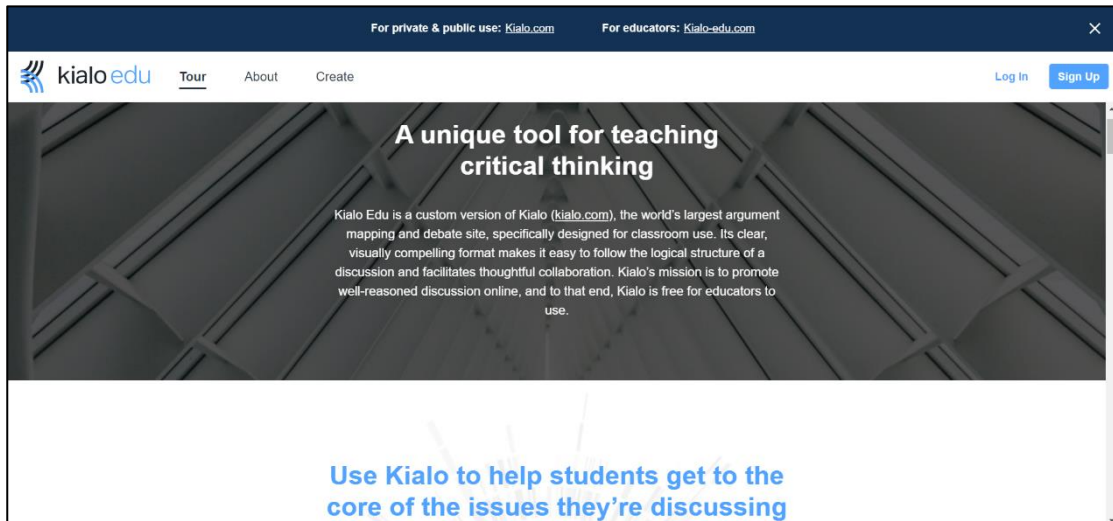 For private & public use: Kialo.com For educators: Kialo-edu.com
kialo edu Tour About Create Log In Sign Up
A unique tool for teaching
critical thinking
Kialo Edu is a custom version of Kialo (kialo.com), the world's largest argument
mapping and debate site, specifically designed for classroom use. Its clear,
visually compelling format makes it easy to follow the logical structure of a
discussion and facilitates thoughtful collaboration. Kialo's mission is to promote
well-reasoned discussion online, and to that end, Kialo is free for educators to
use.
Use Kialo to help students get to the
core of the issues they're discussing